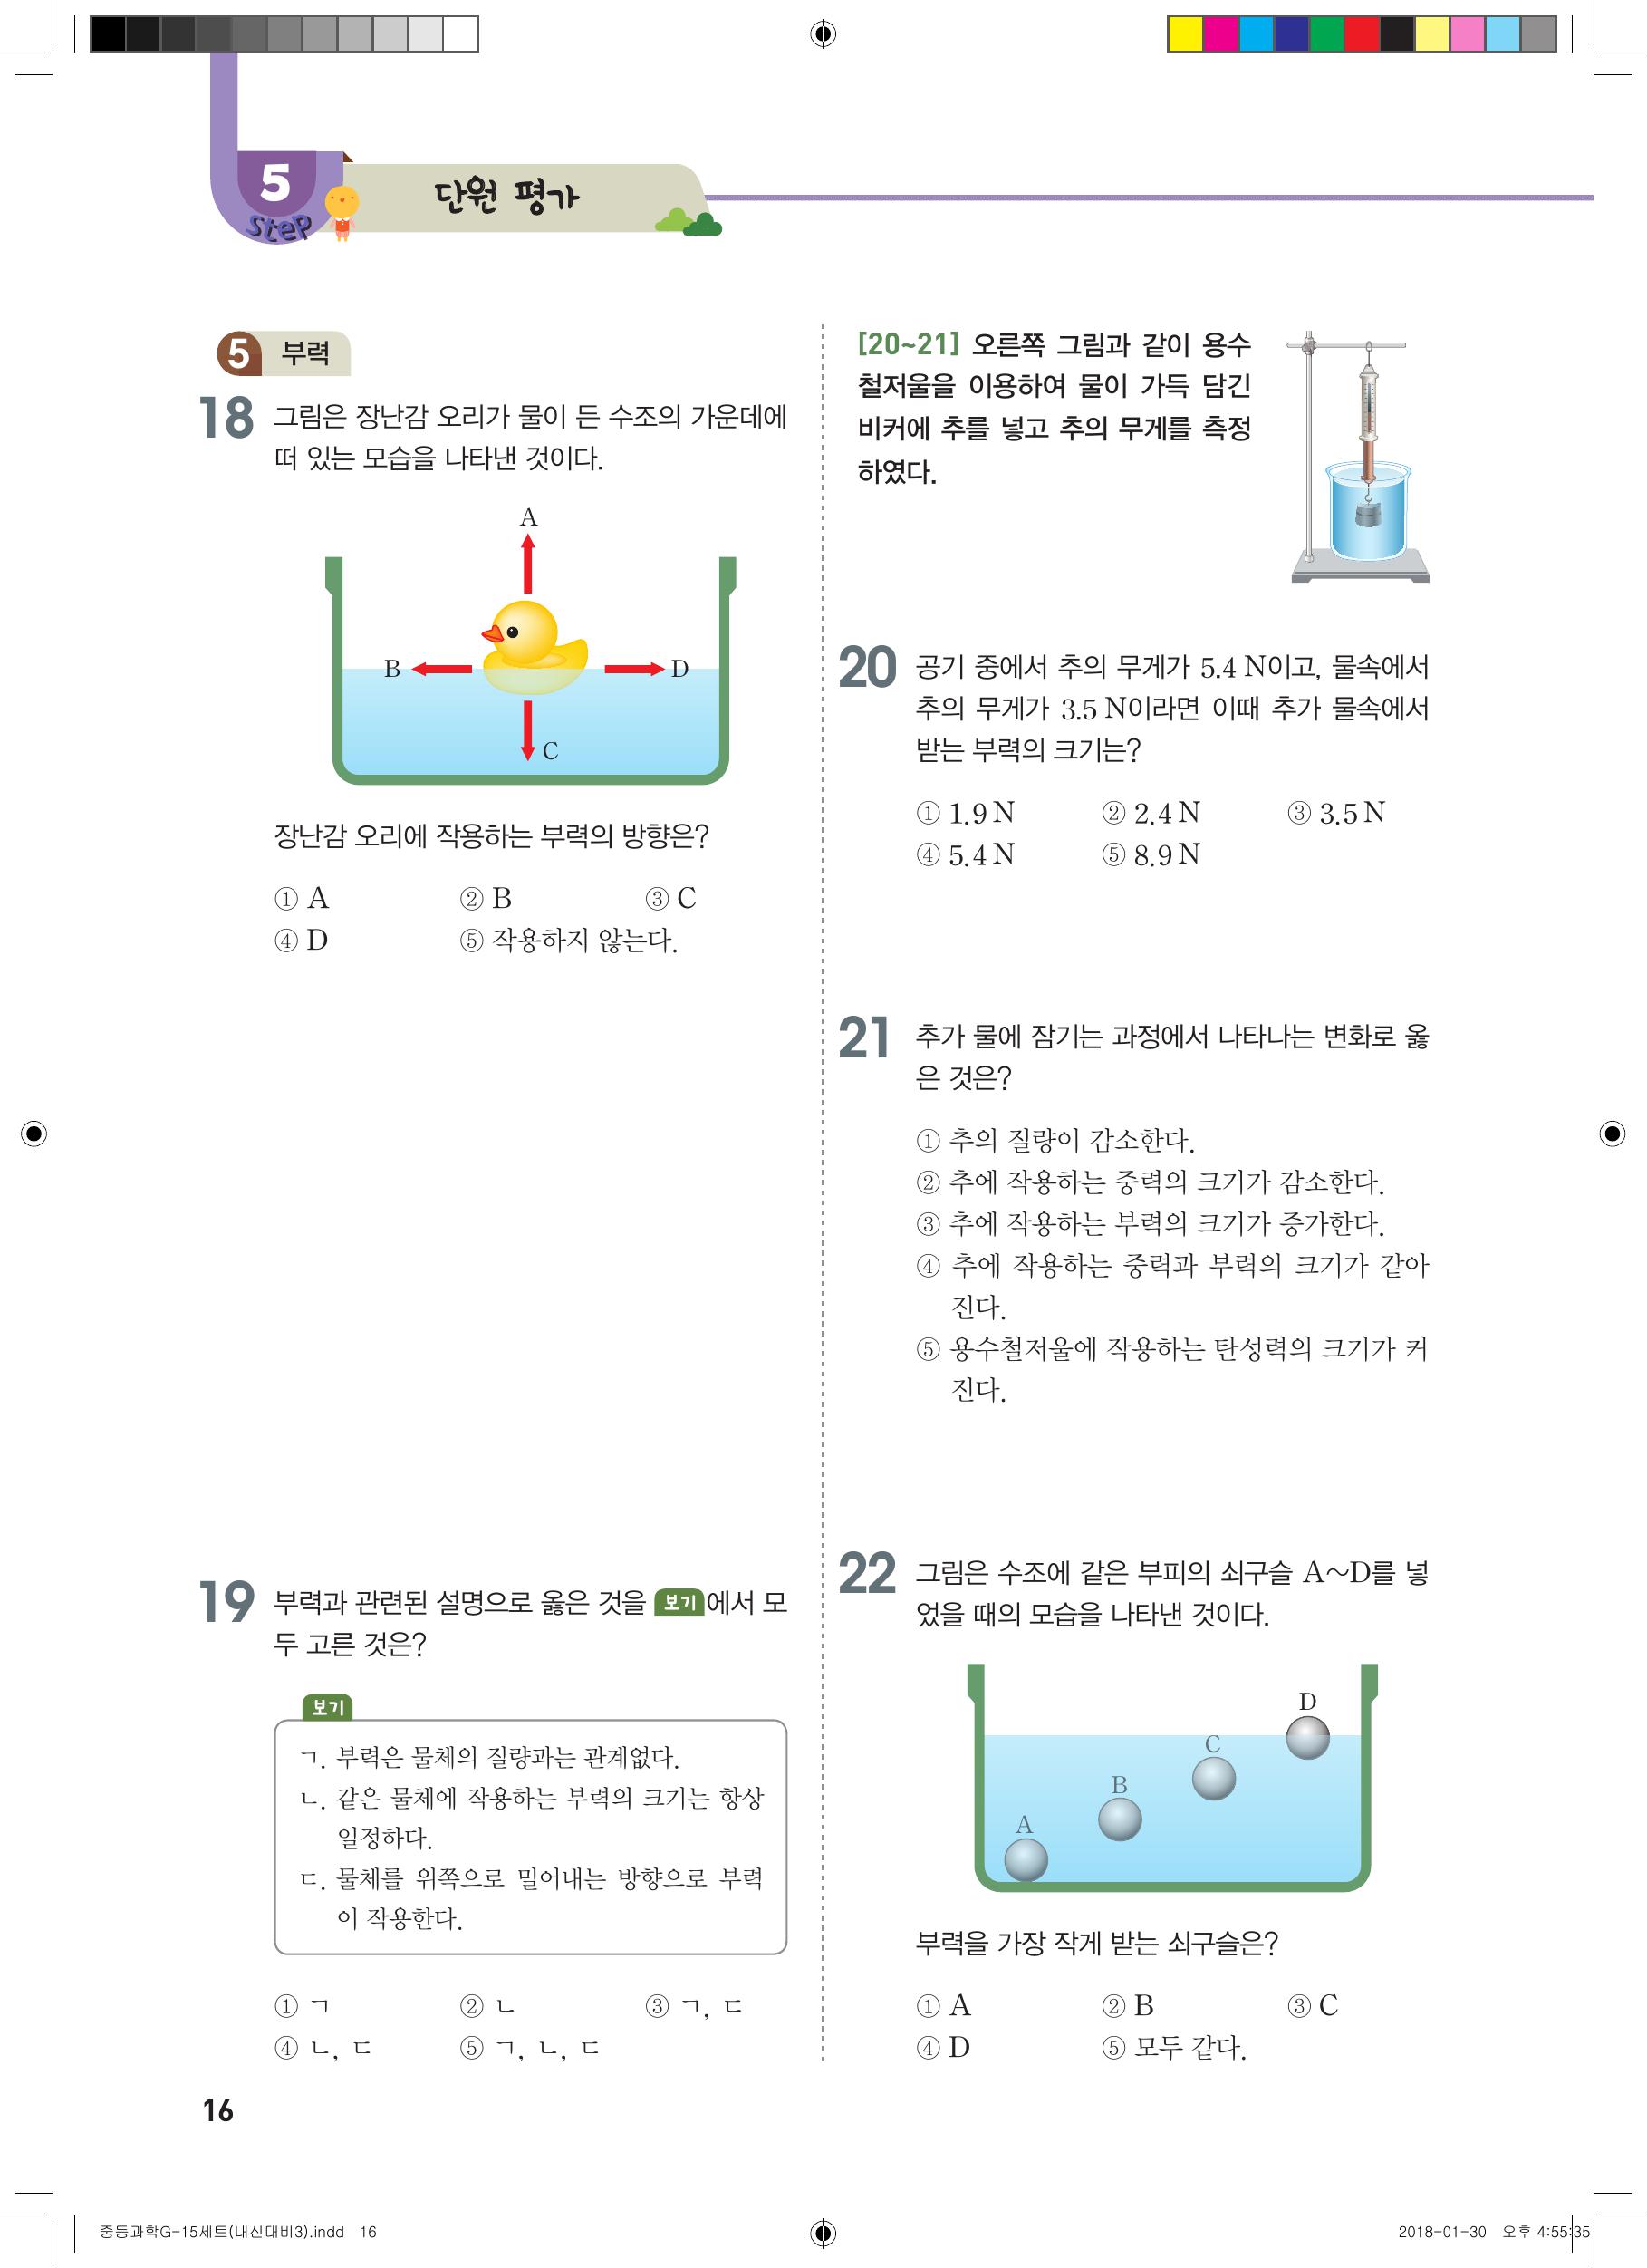 5
step
단원 평가
5 부력
18 그림은 장난감 오리가 물이 든 수조의 가운데에
떠 있는 모습을 나타낸 것이다.
A
B
D
C
장난감 오리에 작용하는 부력의 방향은?
① A ② B ③ C
④ D ⑤ 작용하지 않는다.
19 부력과 관련된 설명으로 옳은 것을 보기 에서 모
두 고른 것은?
보기
ㄱ. 부력은 물체의 질량과는 관계없다.
ㄴ. 같은 물체에 작용하는 부력의 크기는 항상
일정하다.
ㄷ. 물체를 위쪽으로 밀어내는 방향으로 부력
이 작용한다.
① ㄱ ② ㄴ ③ ㄱ, ㄷ
④ ㄴ, ㄷ ⑤ ㄱ, ㄴ, ㄷ
[20~21] 오른쪽 그림과 같이 용수
철저울을 이용하여 물이 가득 담긴
비커에 추를 넣고 추의 무게를 측정
하였다.
20 공기 중에서 추의 무게가 5.4 N이고, 물속에서
추의 무게가 3.5 N이라면 이때 추가 물속에서
받는 부력의 크기는?
① 1.9 N ② 2.4 N ③ 3.5 N
④ 5.4 N ⑤ 8.9 N
21 추가 물에 잠기는 과정에서 나타나는 변화로 옳
은 것은?
① 추의 질량이 감소한다.
② 추에 작용하는 중력의 크기가 감소한다.
③ 추에 작용하는 부력의 크기가 증가한다.
④ 추에 작용하는 중력과 부력의 크기가 같아
진다.
⑤ 용수철저울에 작용하는 탄성력의 크기가 커
진다.
22 그림은 수조에 같은 부피의 쇠구슬 A~D를 넣
었을 때의 모습을 나타낸 것이다.
D
C
B
A
부력을 가장 작게 받는 쇠구슬은?
① A ② B ③ C
④ D ⑤ 모두 같다.
16
중등과학G-15세트(내신대비3).indd 16
2018-01-30 오후 4:55:35